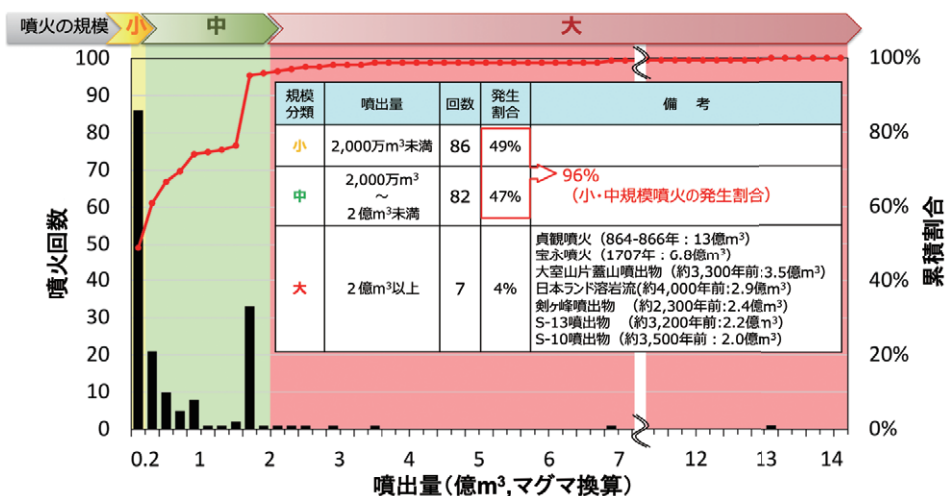 噴火の規模 小 中 大
100 100%
90
80 80%
70
60 60%
50
40 40%
30
20 20%
10
0 0%
噴火回数
累積割合
規模分類 噴出量 回数 発生割合 備考
小 2,000万m³未満 86 49%
中 2,000万m³
～
2億m³未満 82 47%
96%
(小・中規模噴火の発生割合)
大 2億m³以上 7 4%
貞観噴火（864-866年：13億m³）
宝永噴火（1707年：6.8億m³）
大室山片蓋山噴出物（約3,300年前:3.5億m³）
日本ランド溶岩流(約4,000年前:2.9億m³）
剣ヶ峰噴出物　（約2,300年前:2.4億m³）
S-13噴出物　（約3,200年前:2.2億m³）
S-10噴出物（約3,500年前：2.0億m³）
0.2 1 2 3 4 5 6 7 12 13 14
噴出量（億m³,マグマ換算）